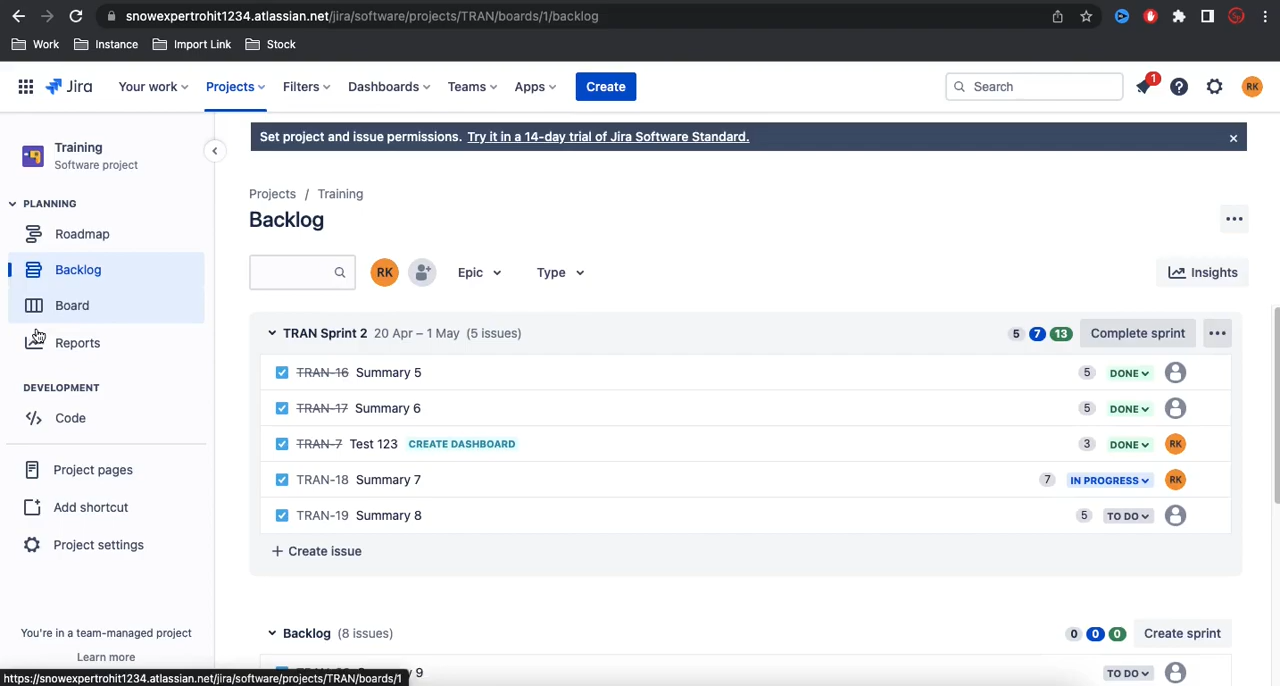 snowexpertrohit1234.atlassian.net/jira/software/projects/TRAN/boards/1/backlog
Work Instance Import Link Stock
Jira Your work Projects Filters Dashboards Teams Apps Create Search 1 RK
Training
Software project
PLANNING
Roadmap
Backlog
Board
Reports
DEVELOPMENT
Code
Project pages
Add shortcut
Project settings
You're in a team-managed project
Learn more
Set project and issue permissions. Try it in a 14-day trial of Jira Software Standard.
Projects / Training
Backlog
RK Epic Type Insights
TRAN Sprint 2 20 Apr – 1 May (5 issues) 5 7 13 Complete sprint
TRAN-16 Summary 5 5 DONE
TRAN-17 Summary 6 5 DONE
TRAN-7 Test 123 CREATE DASHBOARD 3 DONE RK
TRAN-18 Summary 7 7 IN PROGRESS RK
TRAN-19 Summary 8 5 TO DO
+ Create issue
Backlog (8 issues) 0 0 0 Create sprint
9 TO DO
https://snowexpertrohit1234.atlassian.net/jira/software/projects/TRAN/boards/1